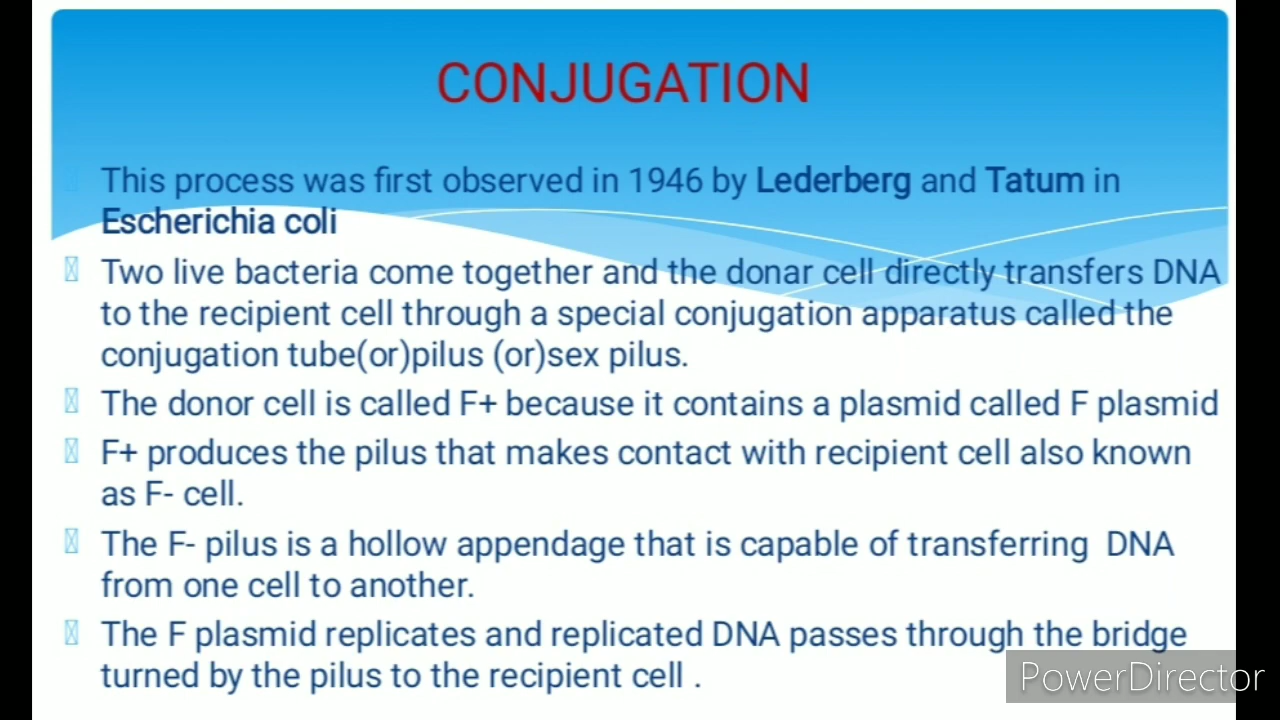 CONJUGATION
This process was first observed in 1946 by Lederberg and Tatum in
Escherichia coli
Two live bacteria come together and the donar cell directly transfers DNA
to the recipient cell through a special conjugation apparatus called the
conjugation tube(or)pilus (or)sex pilus.
The donor cell is called F+ because it contains a plasmid called F plasmid
F+ produces the pilus that makes contact with recipient cell also known
as F- cell.
The F- pilus is a hollow appendage that is capable of transferring DNA
from one cell to another.
The F plasmid replicates and replicated DNA passes through the bridge
turned by the pilus to the recipient cell .
PowerDirector